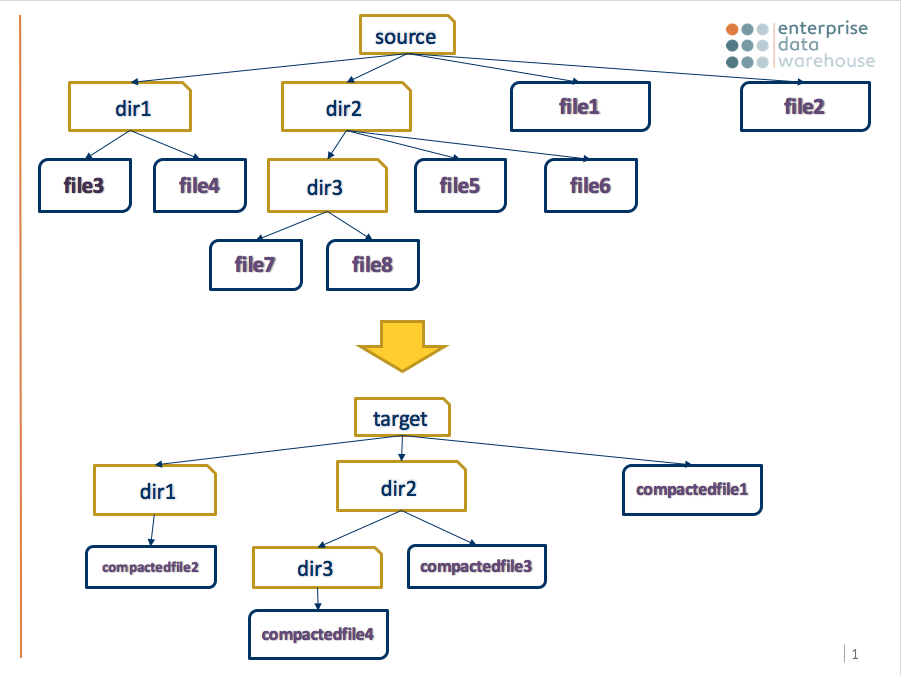 source
enterprise
data
warehouse
dir1
dir2
file1
file2
file3
file4
dir3
file5
file6
file7
file8
target
dir1
dir2
compactedfile1
compactedfile2
dir3
compactedfile3
compactedfile4
1